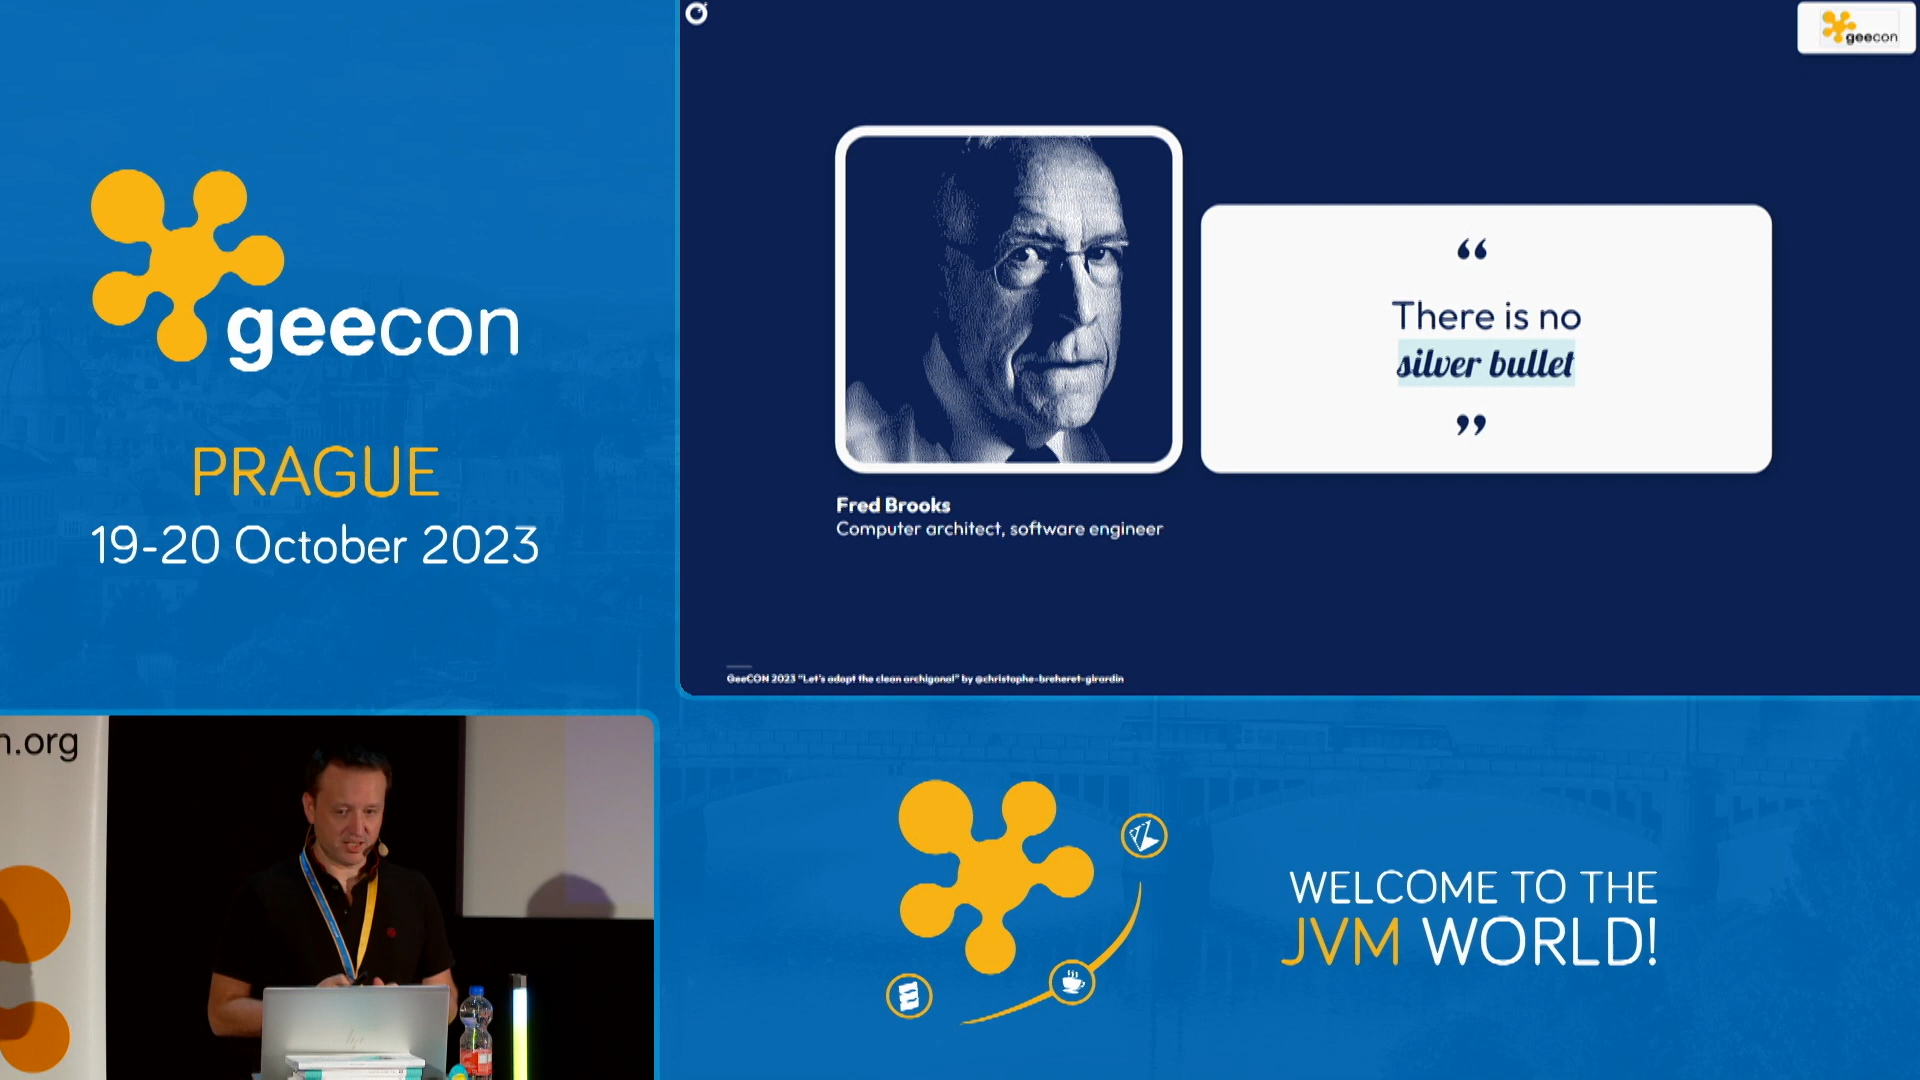 geecon
PRAGUE
19-20 October 2023
geecon
“
There is no
silver bullet
”
Fred Brooks
Computer architect, software engineer
GeeCON 2023 "Let's adopt the clean archigonal" by @christophe-breheret-girardin
n.org
hp
WELCOME TO THE
JVM WORLD!